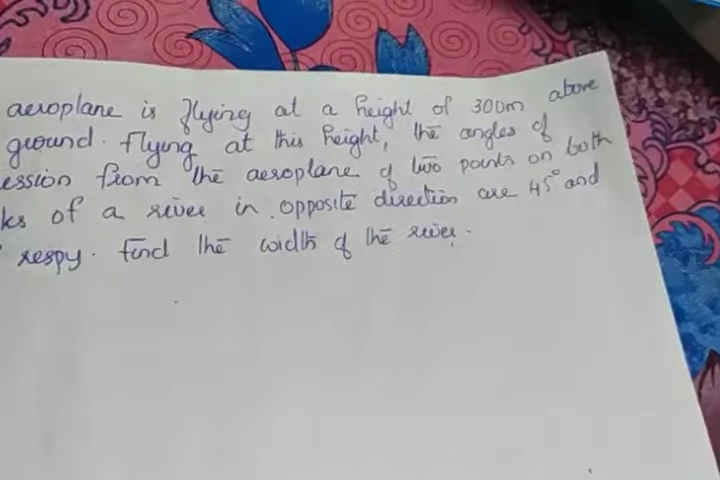 aeroplane is flying at a height of 300m above
ground. flying at this height, the angles of
ession from the aeroplane of two points on both
ks of a river in opposite direction are 45° and
respy. find the width of the river.